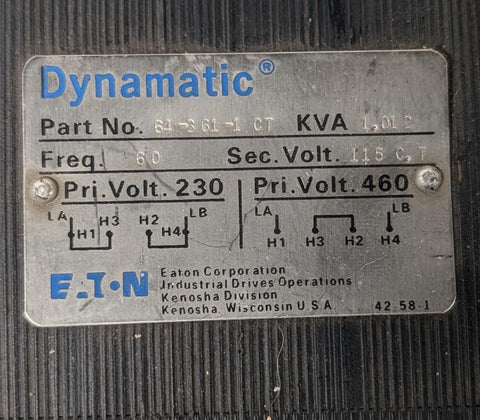 Dynamatic®
Part No. 64-361-1 CT KVA 1.012
Freq. 60 Sec. Volt. 115 C.T
Pri. Volt. 230 Pri. Volt. 460
LA H3 H2 LB LA LB
H1 H4 H1 H3 H2 H4
E.T.N Eaton Corporation
Industrial Drives Operations
Kenosha Division
Kenosha, Wisconsin U.S.A 42-58-1